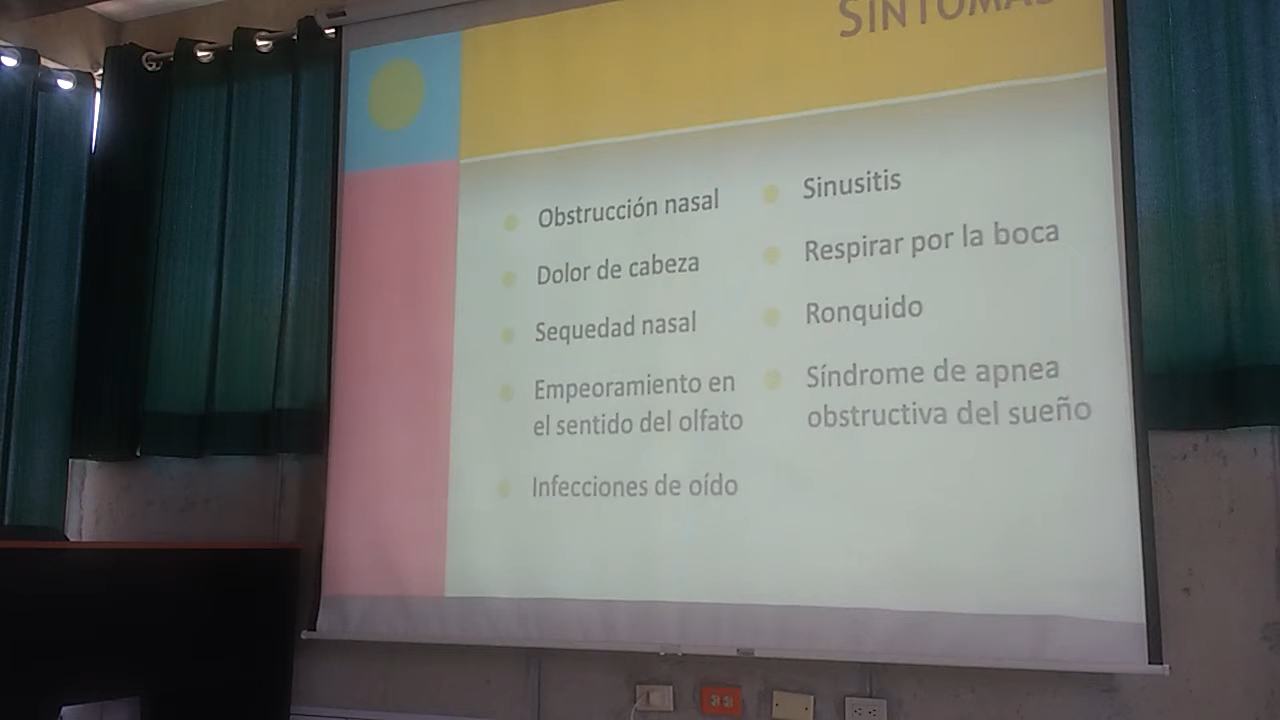 SÍNTOMAS
Obstrucción nasal
Dolor de cabeza
Sequedad nasal
Empeoramiento en
el sentido del olfato
Infecciones de oído
Sinusitis
Respirar por la boca
Ronquido
Síndrome de apnea
obstructiva del sueño